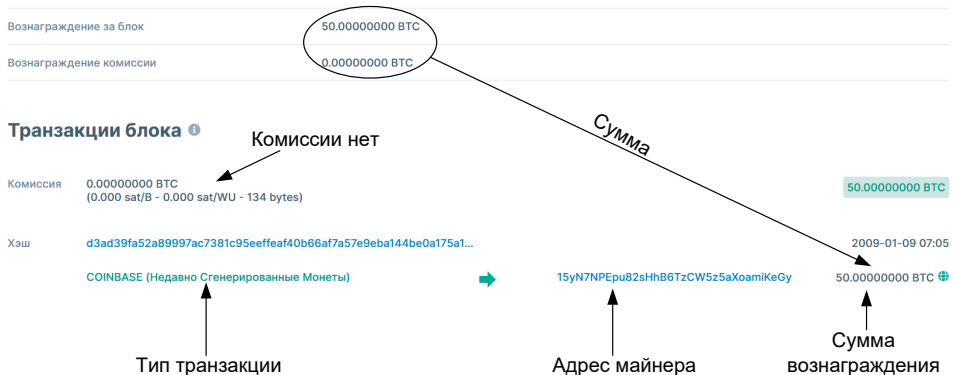 Вознаграждение за блок 50.00000000 BTC
Вознаграждение комиссии 0.00000000 BTC
Сумма
Транзакции блока
Комиссии нет
Комиссия 0.00000000 BTC 50.00000000 BTC
(0.000 sat/B - 0.000 sat/WU - 134 bytes)
Хэш d3ad39fa52a89997ac7381c95eeffeaf40b66af7a57e9eba144be0a175a1... 2009-01-09 07:05
COINBASE (Недавно Сгенерированные Монеты) 15yN7NPEpu82sHhB6TzCW5z5aXoamiKeGy 50.00000000 BTC
Тип транзакции Адрес майнера Сумма
вознаграждения